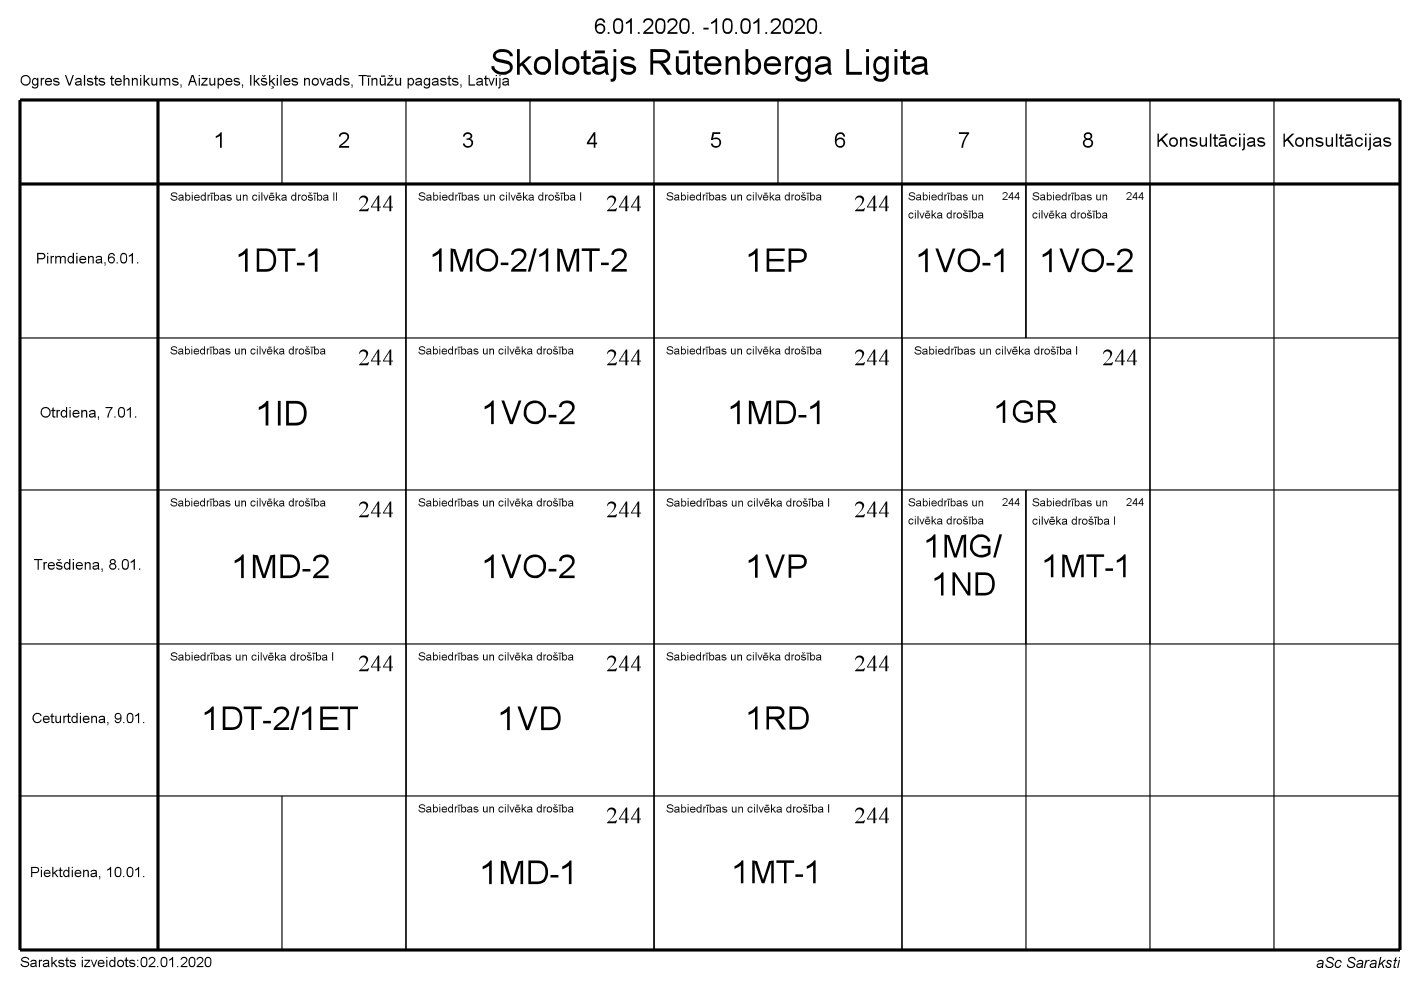 6.01.2020. -10.01.2020.
Skolotājs Rūtenberga Ligita
Ogres Valsts tehnikums, Aizupes, Ikšķiles novads, Tīnūžu pagasts, Latvija
1 2 3 4 5 6 7 8 Konsultācijas Konsultācijas
Pirmdiena,6.01.
Sabiedrības un cilvēka drošība II 244
1DT-1
Sabiedrības un cilvēka drošība I 244
1MO-2/1MT-2
Sabiedrības un cilvēka drošība 244
1EP
Sabiedrības un 244
cilvēka drošība
1VO-1
Sabiedrības un 244
cilvēka drošība
1VO-2
Otrdiena, 7.01.
Sabiedrības un cilvēka drošība 244
1ID
Sabiedrības un cilvēka drošība 244
1VO-2
Sabiedrības un cilvēka drošība 244
1MD-1
Sabiedrības un cilvēka drošība I 244
1GR
Trešdiena, 8.01.
Sabiedrības un cilvēka drošība 244
1MD-2
Sabiedrības un cilvēka drošība 244
1VO-2
Sabiedrības un cilvēka drošība I 244
1VP
Sabiedrības un 244
cilvēka drošība
1MG/
1ND
Sabiedrības un 244
cilvēka drošība I
1MT-1
Ceturtdiena, 9.01.
Sabiedrības un cilvēka drošība I 244
1DT-2/1ET
Sabiedrības un cilvēka drošība 244
1VD
Sabiedrības un cilvēka drošība 244
1RD
Piektdiena, 10.01.
Sabiedrības un cilvēka drošība 244
1MD-1
Sabiedrības un cilvēka drošība I 244
1MT-1
Saraksts izveidots:02.01.2020
aSc Saraksti